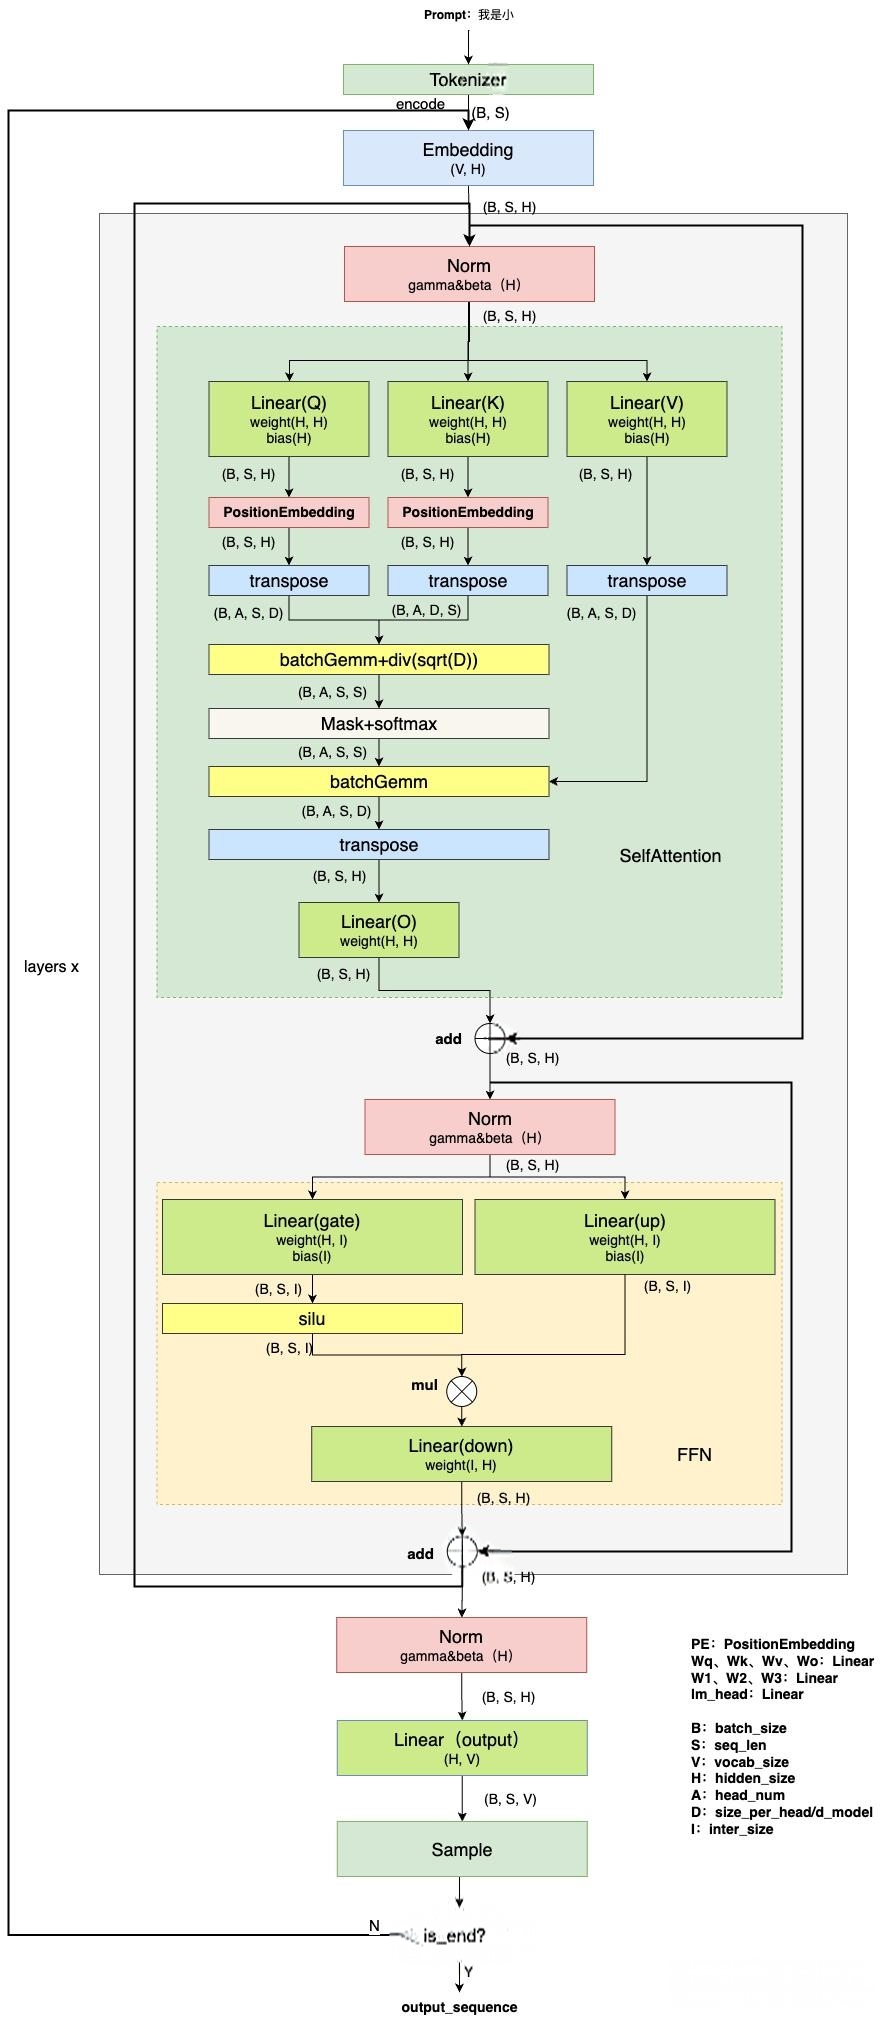 Prompt：我是小
Tokenizer
encode
(B, S)
Embedding
(V, H)
(B, S, H)
Norm
gamma&beta（H）
(B, S, H)
Linear(Q)
weight(H, H)
bias(H)
Linear(K)
weight(H, H)
bias(H)
Linear(V)
weight(H, H)
bias(H)
(B, S, H)
(B, S, H)
(B, S, H)
PositionEmbedding
PositionEmbedding
(B, S, H)
(B, S, H)
transpose
transpose
transpose
(B, A, S, D)
(B, A, D, S)
(B, A, S, D)
batchGemm+div(sqrt(D))
(B, A, S, S)
Mask+softmax
(B, A, S, S)
batchGemm
(B, A, S, D)
transpose
SelfAttention
(B, S, H)
Linear(O)
weight(H, H)
(B, S, H)
layers x
add
(B, S, H)
Norm
gamma&beta（H）
(B, S, H)
Linear(gate)
weight(H, I)
bias(I)
Linear(up)
weight(H, I)
bias(I)
(B, S, I)
(B, S, I)
silu
(B, S, I)
mul
Linear(down)
weight(I, H)
FFN
(B, S, H)
add
(B, S, H)
Norm
gamma&beta（H）
(B, S, H)
Linear（output）
(H, V)
(B, S, V)
Sample
N
is_end?
Y
output_sequence
PE：PositionEmbedding
Wq、Wk、Wv、Wo：Linear
W1、W2、W3：Linear
lm_head：Linear
B：batch_size
S：seq_len
V：vocab_size
H：hidden_size
A：head_num
D：size_per_head/d_model
I：inter_size